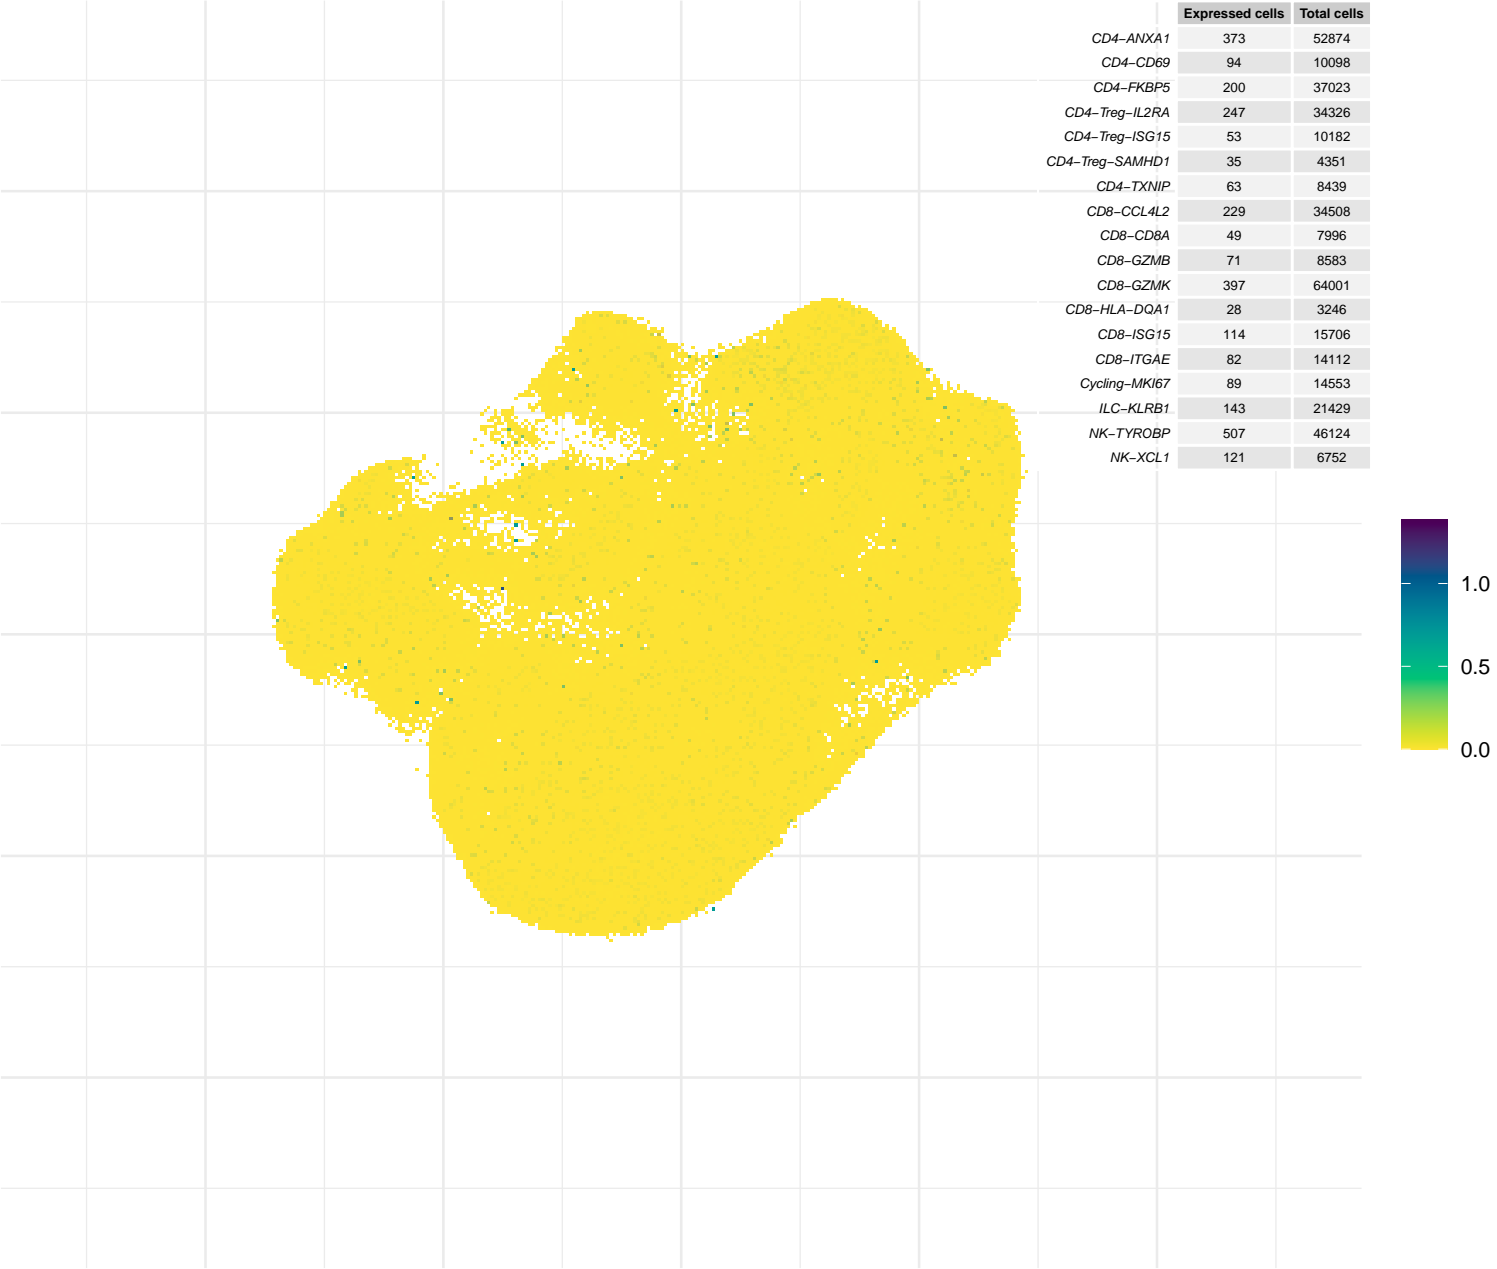 Expressed cells Total cells
CD4−ANXA1 373 52874
CD4−CD69 94 10098
CD4−FKBP5 200 37023
CD4−Treg−IL2RA 247 34326
CD4−Treg−ISG15 53 10182
CD4−Treg−SAMHD1 35 4351
CD4−TXNIP 63 8439
CD8−CCL4L2 229 34508
CD8−CD8A 49 7996
CD8−GZMB 71 8583
CD8−GZMK 397 64001
CD8−HLA−DQA1 28 3246
CD8−ISG15 114 15706
CD8−ITGAE 82 14112
Cycling−MKI67 89 14553
ILC−KLRB1 143 21429
NK−TYROBP 507 46124
NK−XCL1 121 6752
1.0
0.5
0.0